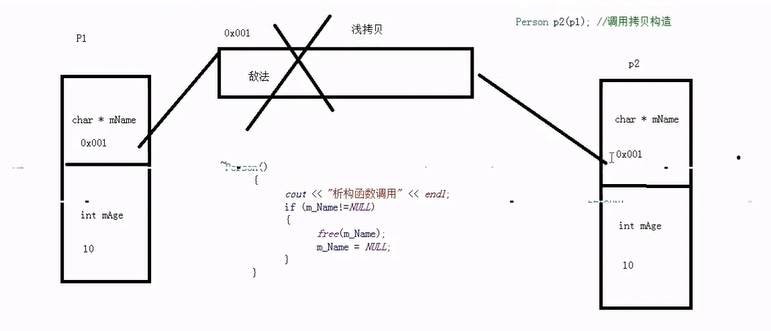 Person p2(p1); //调用拷贝构造
P1
0x001
浅拷贝
敌法
p2
char * mName
0x001
int mAge
10
~Person()
{
cout << "析构函数调用" << endl;
if (m_Name!=NULL)
{
free(m_Name);
m_Name = NULL;
}
}
char * mName
0x001
int mAge
10